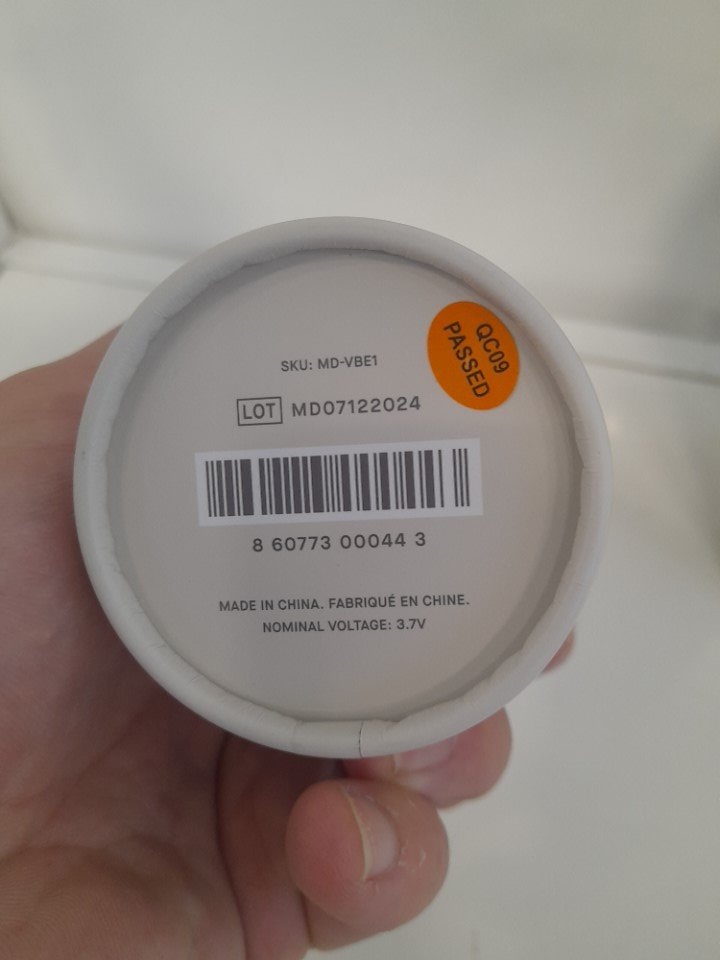 SKU: MD-VBE1
QC09
PASSED
LOT MD07122024
8 60773 00044 3
MADE IN CHINA. FABRIQUÉ EN CHINE.
NOMINAL VOLTAGE: 3.7V